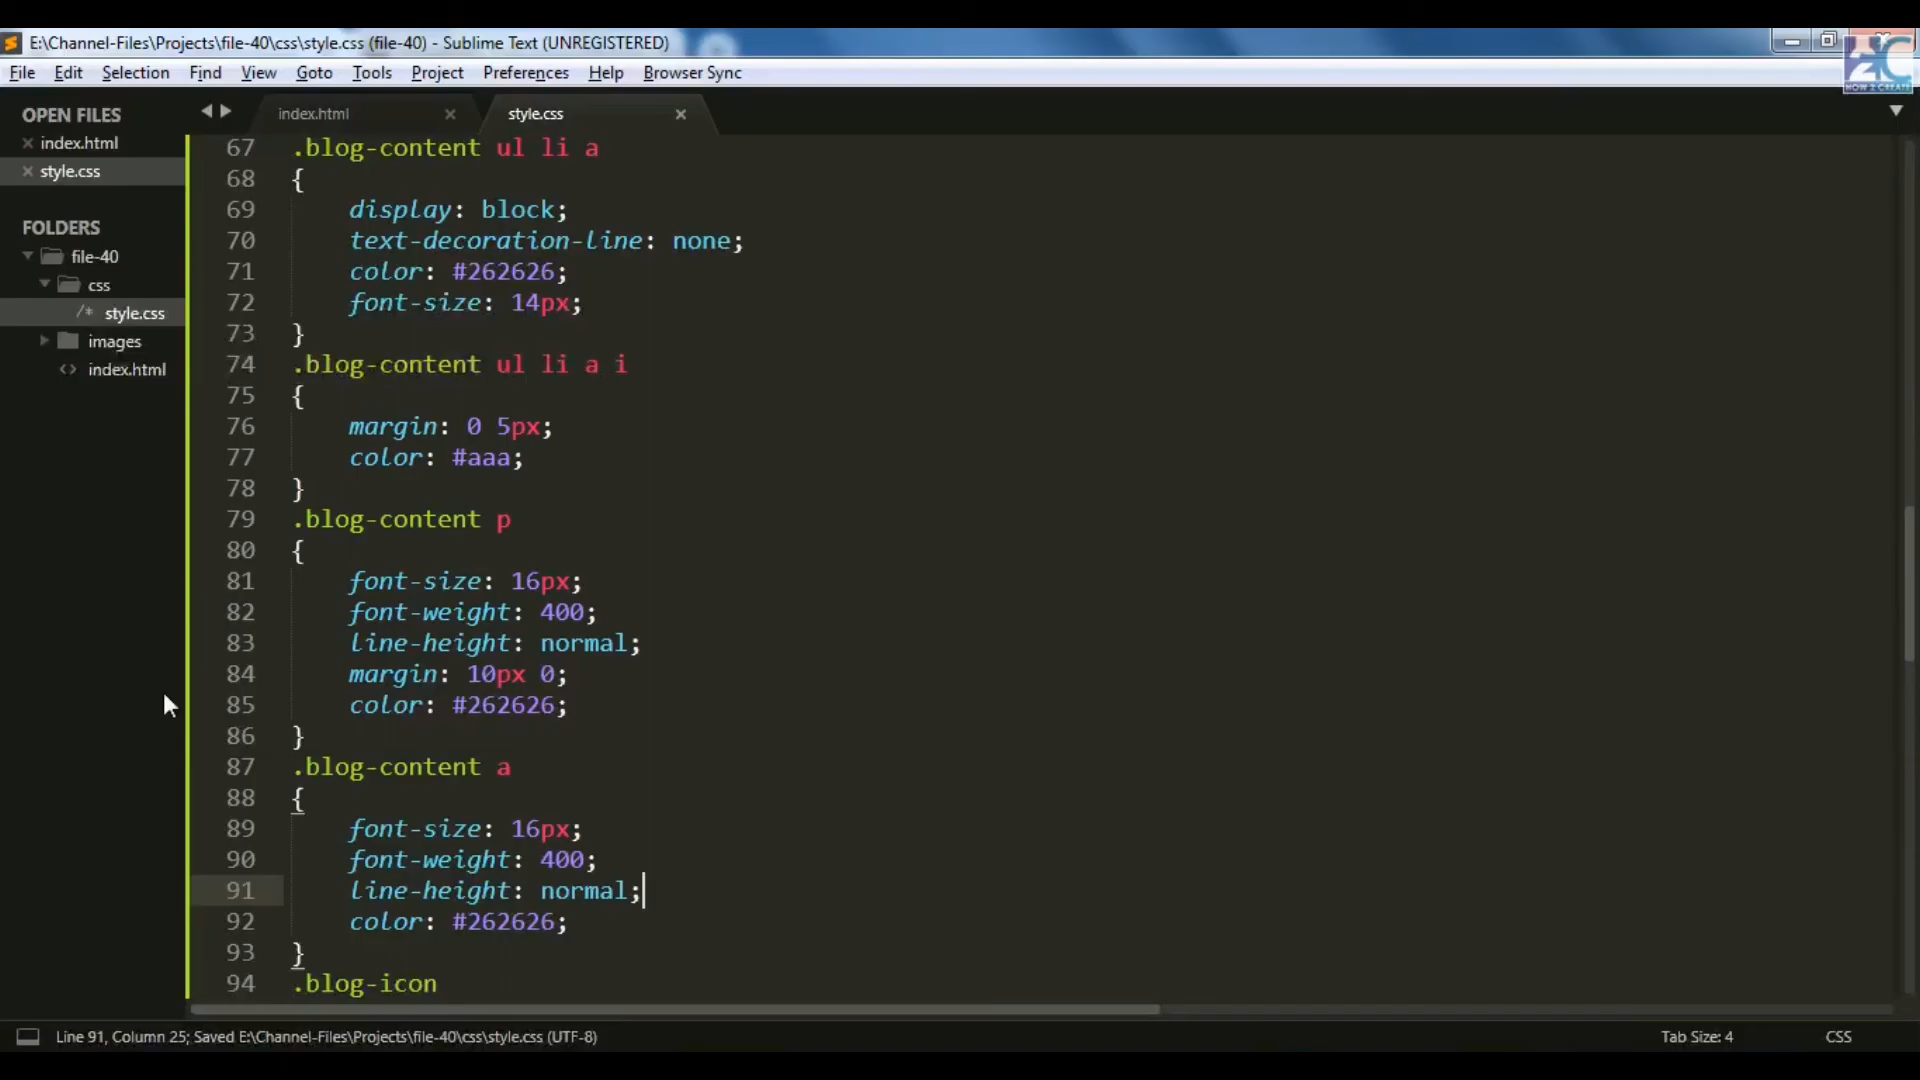 E:\Channel-Files\Projects\file-40\css\style.css (file-40) - Sublime Text (UNREGISTERED)
File Edit Selection Find View Goto Tools Project Preferences Help Browser Sync
HOW 2 CREATE
OPEN FILES
index.html
style.css
FOLDERS
file-40
css
/* style.css
images
<> index.html
index.html
style.css
67 .blog-content ul li a
68 {
69 display: block;
70 text-decoration-line: none;
71 color: #262626;
72 font-size: 14px;
73 }
74 .blog-content ul li a i
75 {
76 margin: 0 5px;
77 color: #aaa;
78 }
79 .blog-content p
80 {
81 font-size: 16px;
82 font-weight: 400;
83 line-height: normal;
84 margin: 10px 0;
85 color: #262626;
86 }
87 .blog-content a
88 {
89 font-size: 16px;
90 font-weight: 400;
91 line-height: normal;
92 color: #262626;
93 }
94 .blog-icon
Line 91, Column 25; Saved E:\Channel-Files\Projects\file-40\css\style.css (UTF-8)
Tab Size: 4
CSS